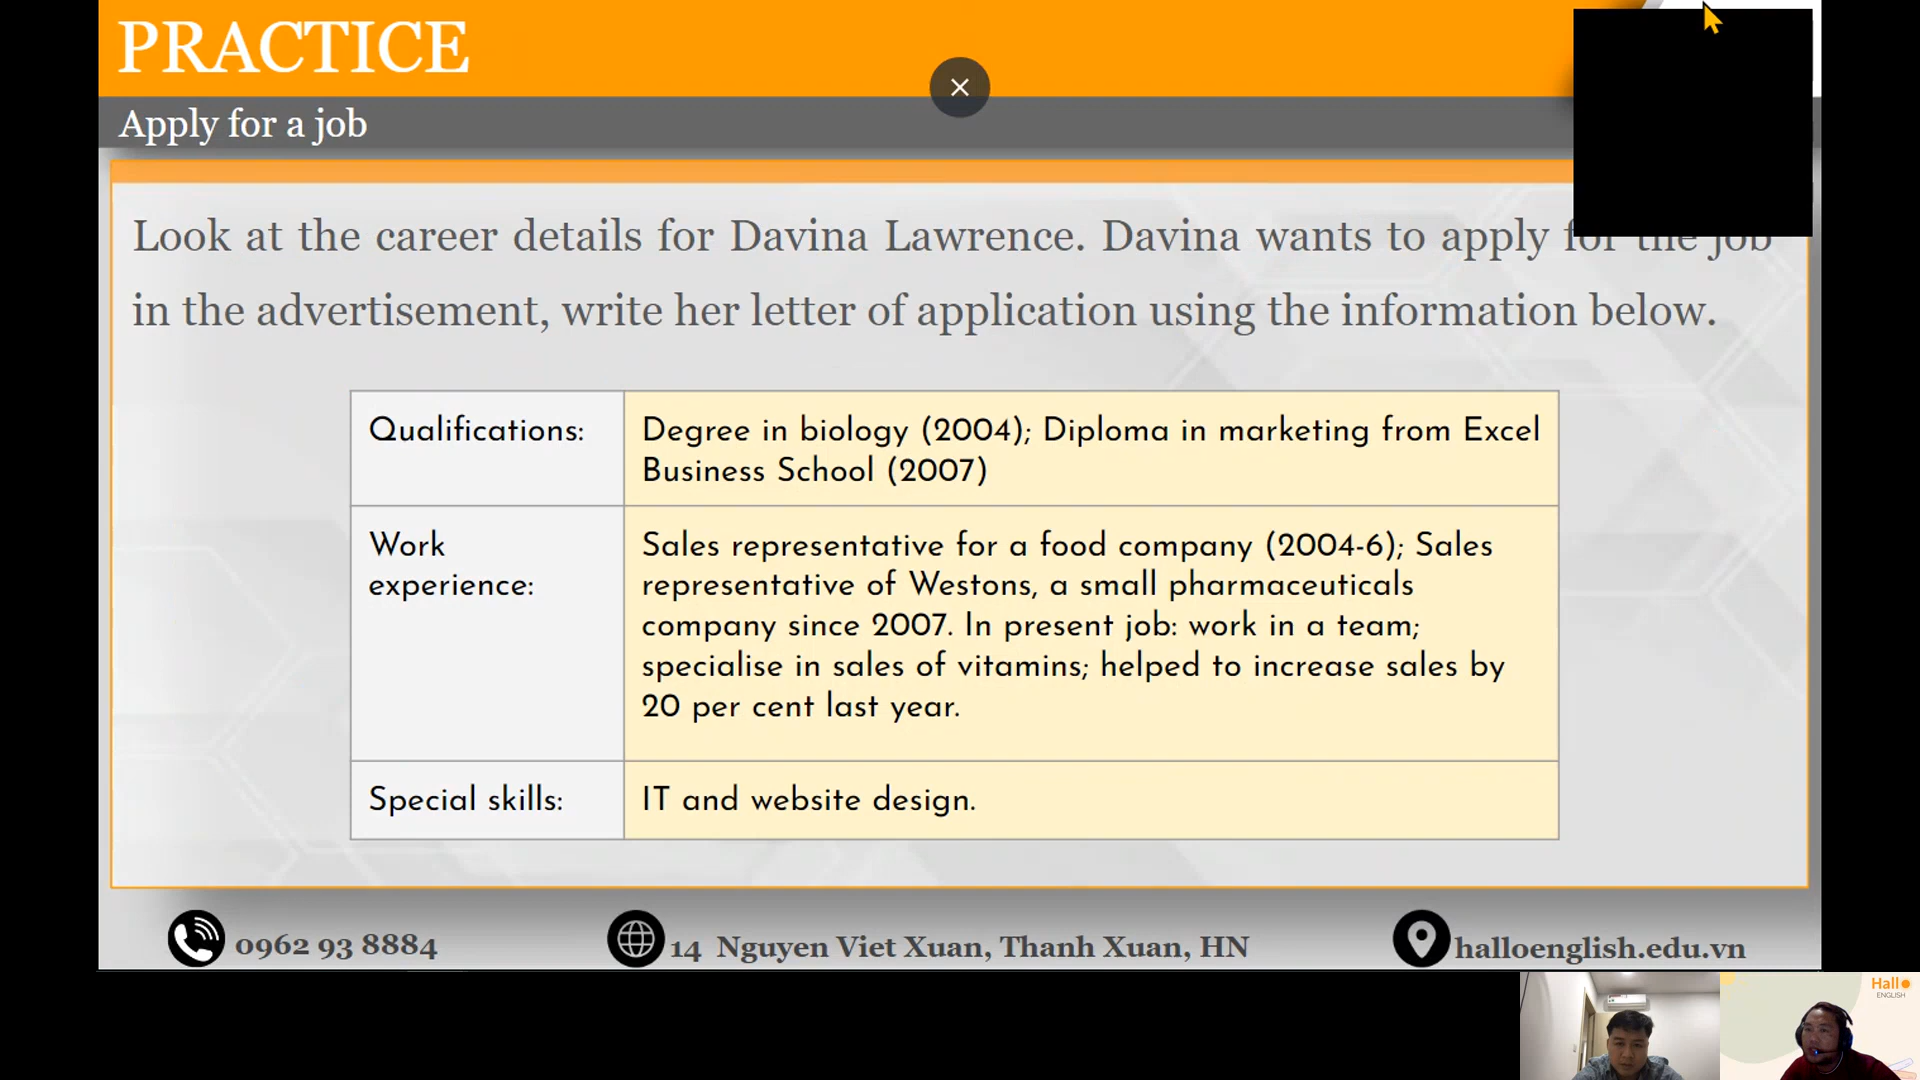 PRACTICE
Apply for a job
Look at the career details for Davina Lawrence. Davina wants to apply for the job
in the advertisement, write her letter of application using the information below.
Qualifications:
Degree in biology (2004); Diploma in marketing from Excel
Business School (2007)
Work
experience:
Sales representative for a food company (2004-6); Sales
representative of Westons, a small pharmaceuticals
company since 2007. In present job: work in a team;
specialise in sales of vitamins; helped to increase sales by
20 per cent last year.
Special skills:
IT and website design.
0962 93 8884
14 Nguyen Viet Xuan, Thanh Xuan, HN
halloenglish.edu.vn
Hall
ENGLISH